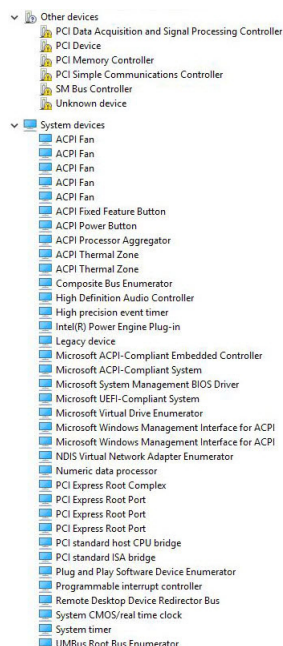 Other devices
PCI Data Acquisition and Signal Processing Controller
PCI Device
PCI Memory Controller
PCI Simple Communications Controller
SM Bus Controller
Unknown device
System devices
ACPI Fan
ACPI Fan
ACPI Fan
ACPI Fan
ACPI Fan
ACPI Fixed Feature Button
ACPI Power Button
ACPI Processor Aggregator
ACPI Thermal Zone
ACPI Thermal Zone
Composite Bus Enumerator
High Definition Audio Controller
High precision event timer
Intel(R) Power Engine Plug-in
Legacy device
Microsoft ACPI-Compliant Embedded Controller
Microsoft ACPI-Compliant System
Microsoft System Management BIOS Driver
Microsoft UEFI-Compliant System
Microsoft Virtual Drive Enumerator
Microsoft Windows Management Interface for ACPI
Microsoft Windows Management Interface for ACPI
NDIS Virtual Network Adapter Enumerator
Numeric data processor
PCI Express Root Complex
PCI Express Root Port
PCI Express Root Port
PCI Express Root Port
PCI standard host CPU bridge
PCI standard ISA bridge
Plug and Play Software Device Enumerator
Programmable interrupt controller
Remote Desktop Device Redirector Bus
System CMOS/real time clock
System timer
UMBus Root Bus Enumerator